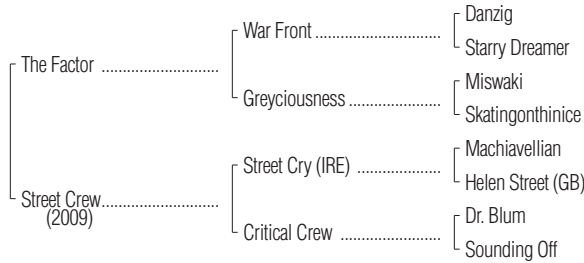 Danzig
War Front ..........................
Starry Dreamer
The Factor ............................
Miswaki
Greyciousness ....................
Skatingonthinice
Machiavellian
Street Cry (IRE) ..................
Helen Street (GB)
Street Crew ............................
(2009)
Dr. Blum
Critical Crew ......................
Sounding Off